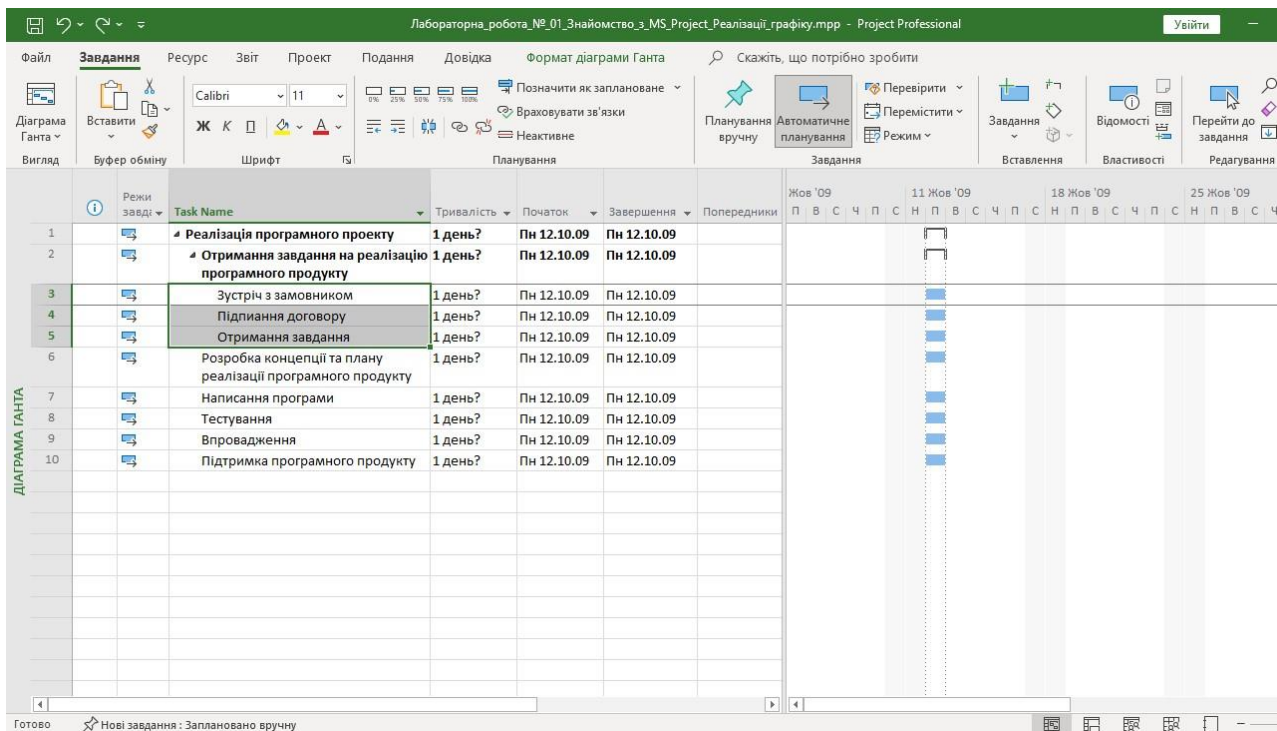 Лабораторна_робота_№_01_Знайомство_з_MS_Project_Реалізації_графіку.mpp - Project Professional
Увійти
Файл Завдання Ресурс Звіт Проект Подання Довідка Формат діаграми Ганта Скажіть, що потрібно зробити
Діаграма Ганта
Вигляд
Вставити
Буфер обміну
Calibri 11
Ж К П
Шрифт
0% 25% 50% 75% 100%
Позначити як заплановане
Враховувати зв'язки
Неактивне
Планування
Планування вручну
Автоматичне планування
Перевірити
Перемістити
Режим
Завдання
Завдання
Вставлення
Відомості
Властивості
Перейти до завдання
Редагування
Режи завда Task Name Тривалість Початок Завершення Попередники
Жов '09 11 Жов '09 18 Жов '09 25 Жов '09
П В С Ч П С Н П В С Ч П С Н П В С Ч П С Н П В С Ч
1 Реалізація програмного проекту 1 день? Пн 12.10.09 Пн 12.10.09
2 Отримання завдання на реалізацію 1 день? Пн 12.10.09 Пн 12.10.09
програмного продукту
3 Зустріч з замовником 1 день? Пн 12.10.09 Пн 12.10.09
4 Підпиання договору 1 день? Пн 12.10.09 Пн 12.10.09
5 Отримання завдання 1 день? Пн 12.10.09 Пн 12.10.09
6 Розробка концепції та плану 1 день? Пн 12.10.09 Пн 12.10.09
реалізації програмного продукту
7 Написання програми 1 день? Пн 12.10.09 Пн 12.10.09
8 Тестування 1 день? Пн 12.10.09 Пн 12.10.09
9 Впровадження 1 день? Пн 12.10.09 Пн 12.10.09
10 Підтримка програмного продукту 1 день? Пн 12.10.09 Пн 12.10.09
ДІАГРАМА ГАНТА
Готово Нові завдання : Заплановано вручну